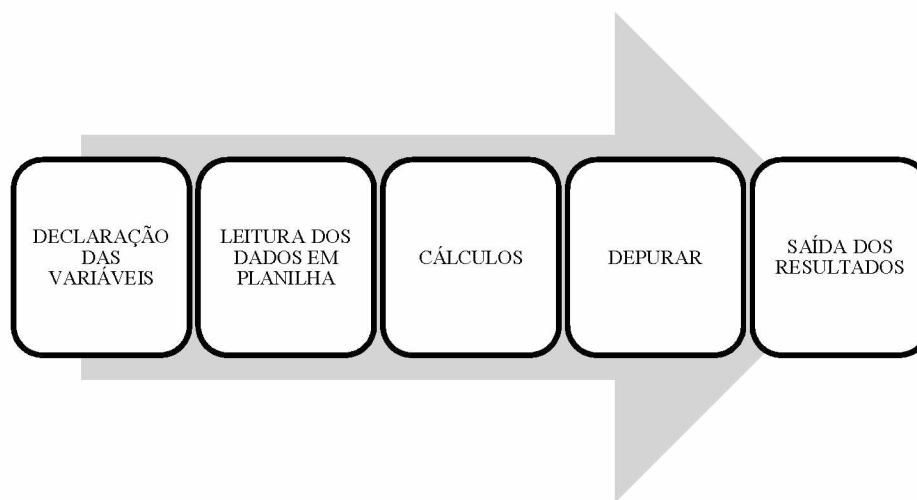 DECLARAÇÃO
DAS
VARIÁVEIS
LEITURA DOS
DADOS EM
PLANILHA
CÁLCULOS
DEPURAR
SAÍDA DOS
RESULTADOS